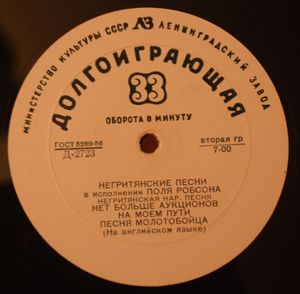 МИНИСТЕРСТВО КУЛЬТУРЫ СССР ЛЗ ЛЕНИНГРАДСКИЙ ЗАВОД
ДОЛГОИГРАЮЩАЯ
33
ОБОРОТА В МИНУТУ
ГОСТ 5289-56 вторая гр
Д-2723 7-00
НЕГРИТЯНСКИЕ ПЕСНИ
в исполнении ПОЛЯ РОБСОНА
НЕГРИТЯНСКАЯ НАР. ПЕСНЯ
НЕТ БОЛЬШЕ АУКЦИОНОВ
НА МОЕМ ПУТИ
ПЕСНЯ МОЛОТОБОЙЦА
(На английском языке)